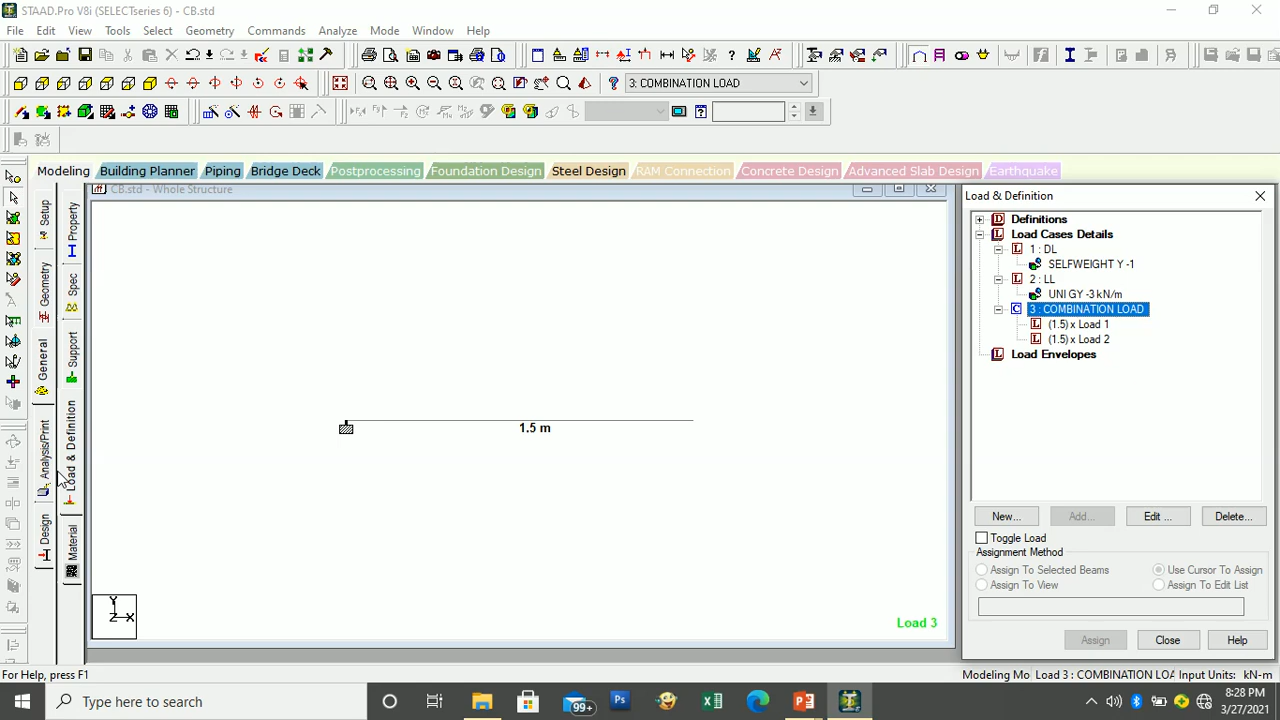 STAAD.Pro V8i (SELECTseries 6) - CB.std
File Edit View Tools Select Geometry Commands Analyze Mode Window Help
3: COMBINATION LOAD
Modeling Building Planner Piping Bridge Deck Postprocessing Foundation Design Steel Design RAM Connection Concrete Design Advanced Slab Design Earthquake
CB.std - Whole Structure
Setup
Geometry
General
Analysis/Print
Design
Property
Spec
Support
Load & Definition
Material
1.5 m
Y
Z X
Load 3
Load & Definition
Definitions
Load Cases Details
1 : DL
SELFWEIGHT Y -1
2 : LL
UNI GY -3 kN/m
3 : COMBINATION LOAD
(1.5) x Load 1
(1.5) x Load 2
Load Envelopes
New... Add... Edit ... Delete...
Toggle Load
Assignment Method
Assign To Selected Beams Use Cursor To Assign
Assign To View Assign To Edit List
Assign Close Help
For Help, press F1
Modeling Mo Load 3 : COMBINATION LOA Input Units: kN-m
Type here to search
99+
8:28 PM
3/27/2021